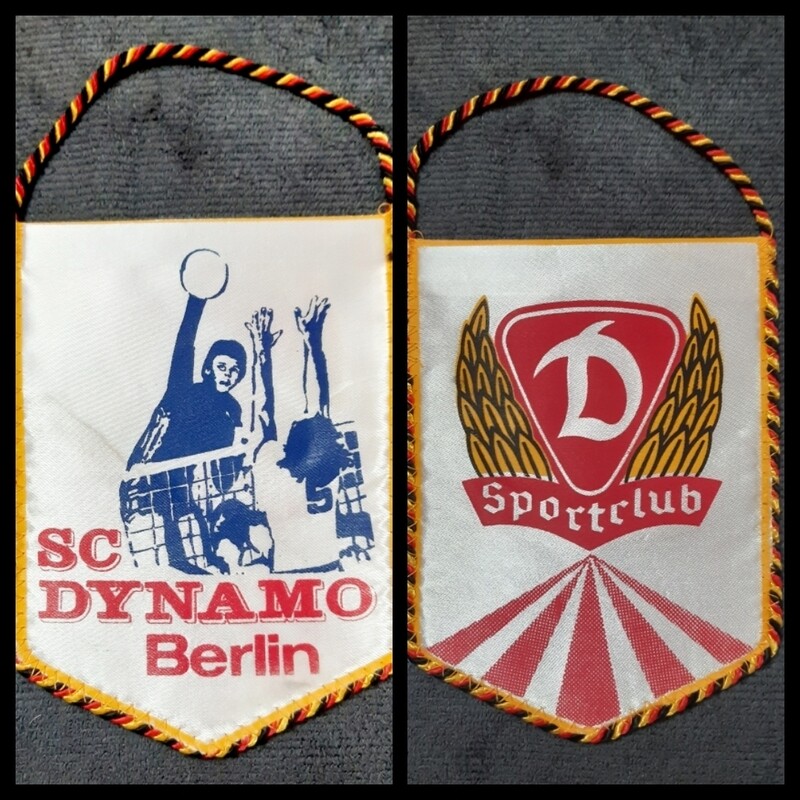 SC
DYNAMO
Berlin
5
D
Sportclub